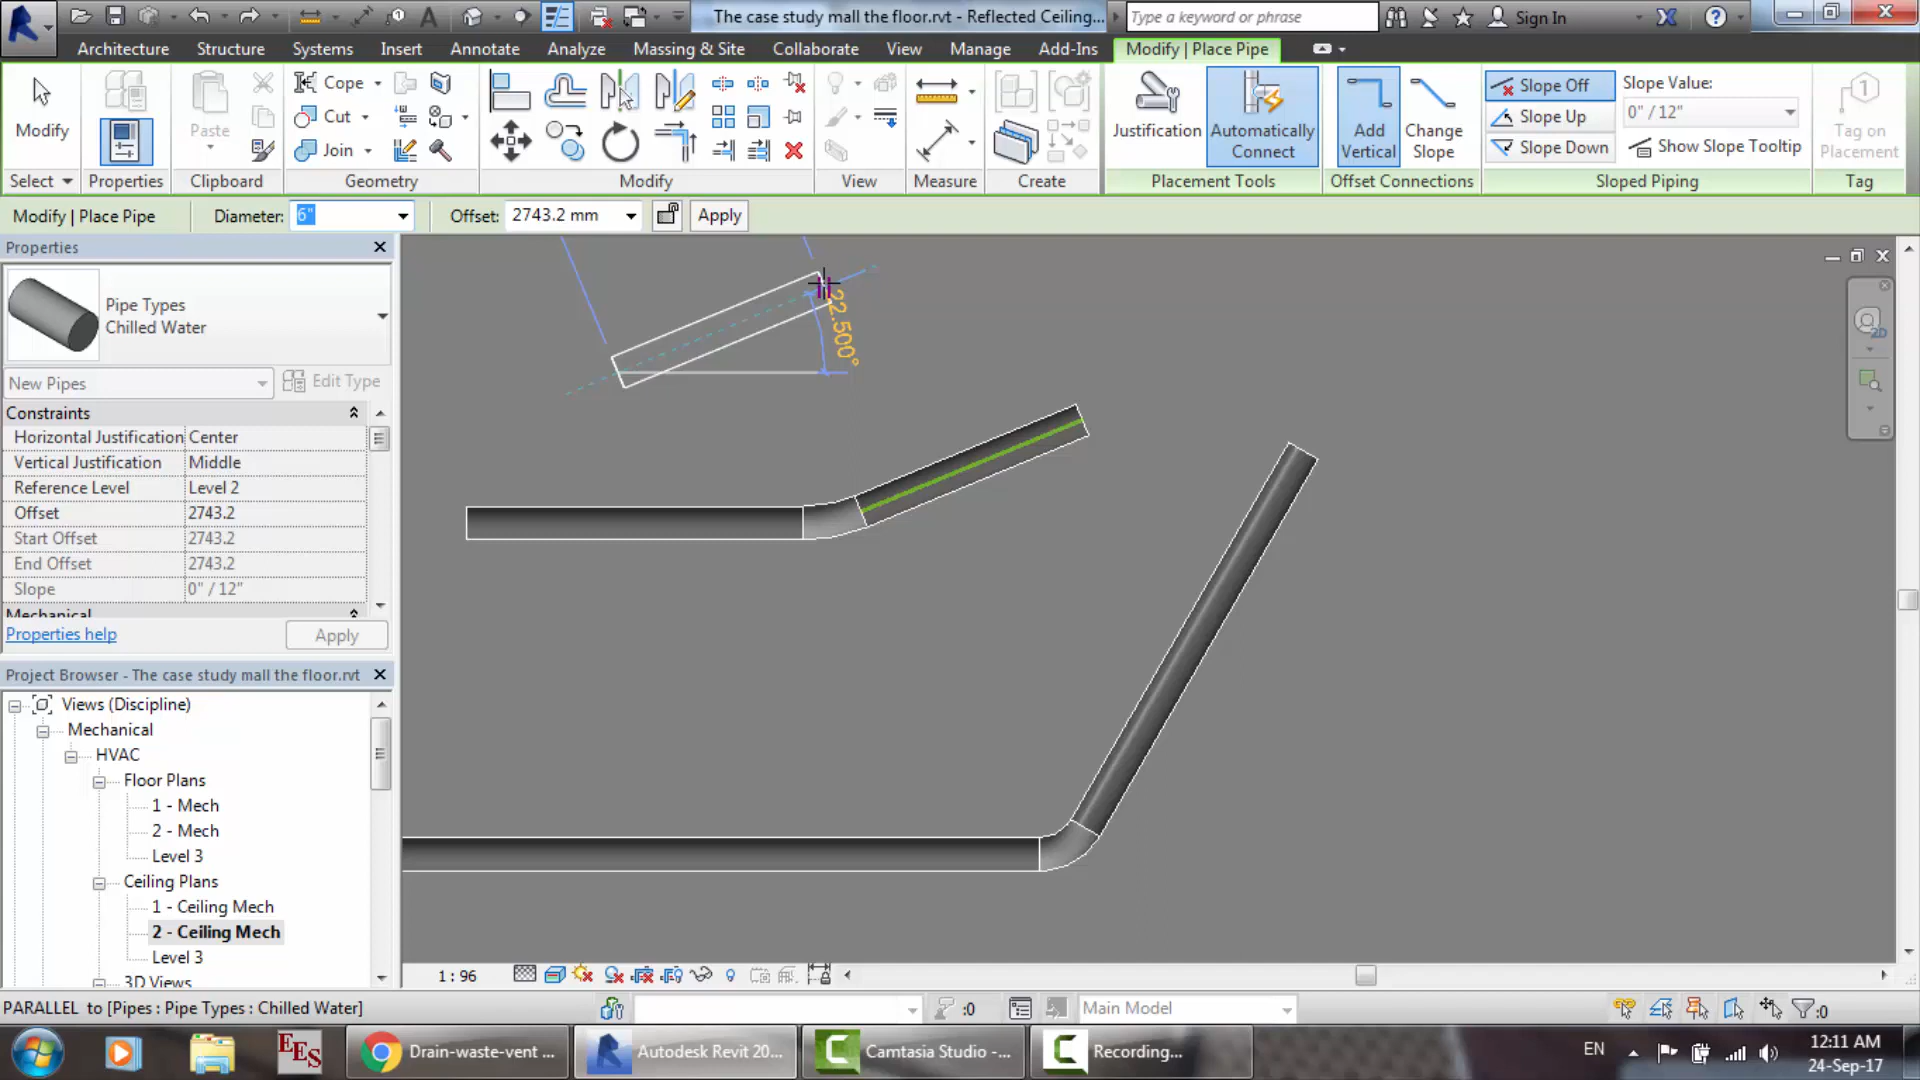 The case study mall the floor.rvt - Reflected Ceiling...
Type a keyword or phrase
Sign In
Architecture
Structure
Systems
Insert
Annotate
Analyze
Massing & Site
Collaborate
View
Manage
Add-Ins
Modify | Place Pipe
Modify
Paste
Cope
Cut
Join
Justification
Automatically
Connect
Add
Vertical
Change
Slope
Slope Off
Slope Up
Slope Down
Slope Value:
0" / 12"
Show Slope Tooltip
Tag on
Placement
Select
Properties
Clipboard
Geometry
Modify
View
Measure
Create
Placement Tools
Offset Connections
Sloped Piping
Tag
Modify | Place Pipe
Diameter:
6"
Offset:
2743.2 mm
Apply
Properties
Pipe Types
Chilled Water
New Pipes
Edit Type
Constraints
Horizontal Justification Center
Vertical Justification Middle
Reference Level Level 2
Offset 2743.2
Start Offset 2743.2
End Offset 2743.2
Slope 0" / 12"
Mechanical
Properties help
Apply
Project Browser - The case study mall the floor.rvt
Views (Discipline)
Mechanical
HVAC
Floor Plans
1 - Mech
2 - Mech
Level 3
Ceiling Plans
1 - Ceiling Mech
2 - Ceiling Mech
Level 3
3D Views
22.500°
2D
1 : 96
PARALLEL to [Pipes : Pipe Types : Chilled Water]
:0
Main Model
:0
EES
Drain-waste-vent ...
Autodesk Revit 20...
Camtasia Studio -...
Recording...
EN
12:11 AM
24-Sep-17